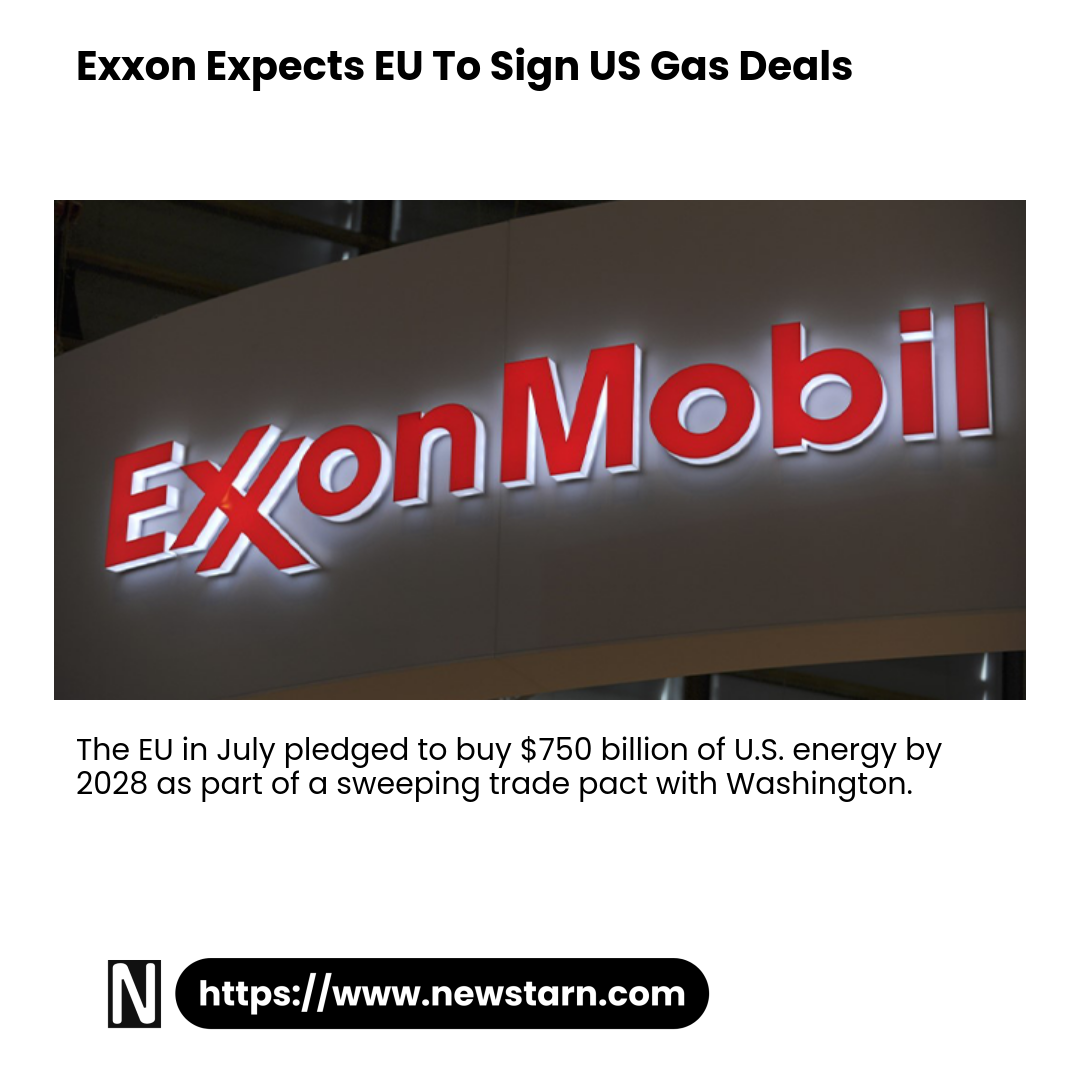 Exxon Expects EU To Sign US Gas Deals
ExxonMobil
The EU in July pledged to buy $750 billion of U.S. energy by
2028 as part of a sweeping trade pact with Washington.
N https://www.newstarn.com